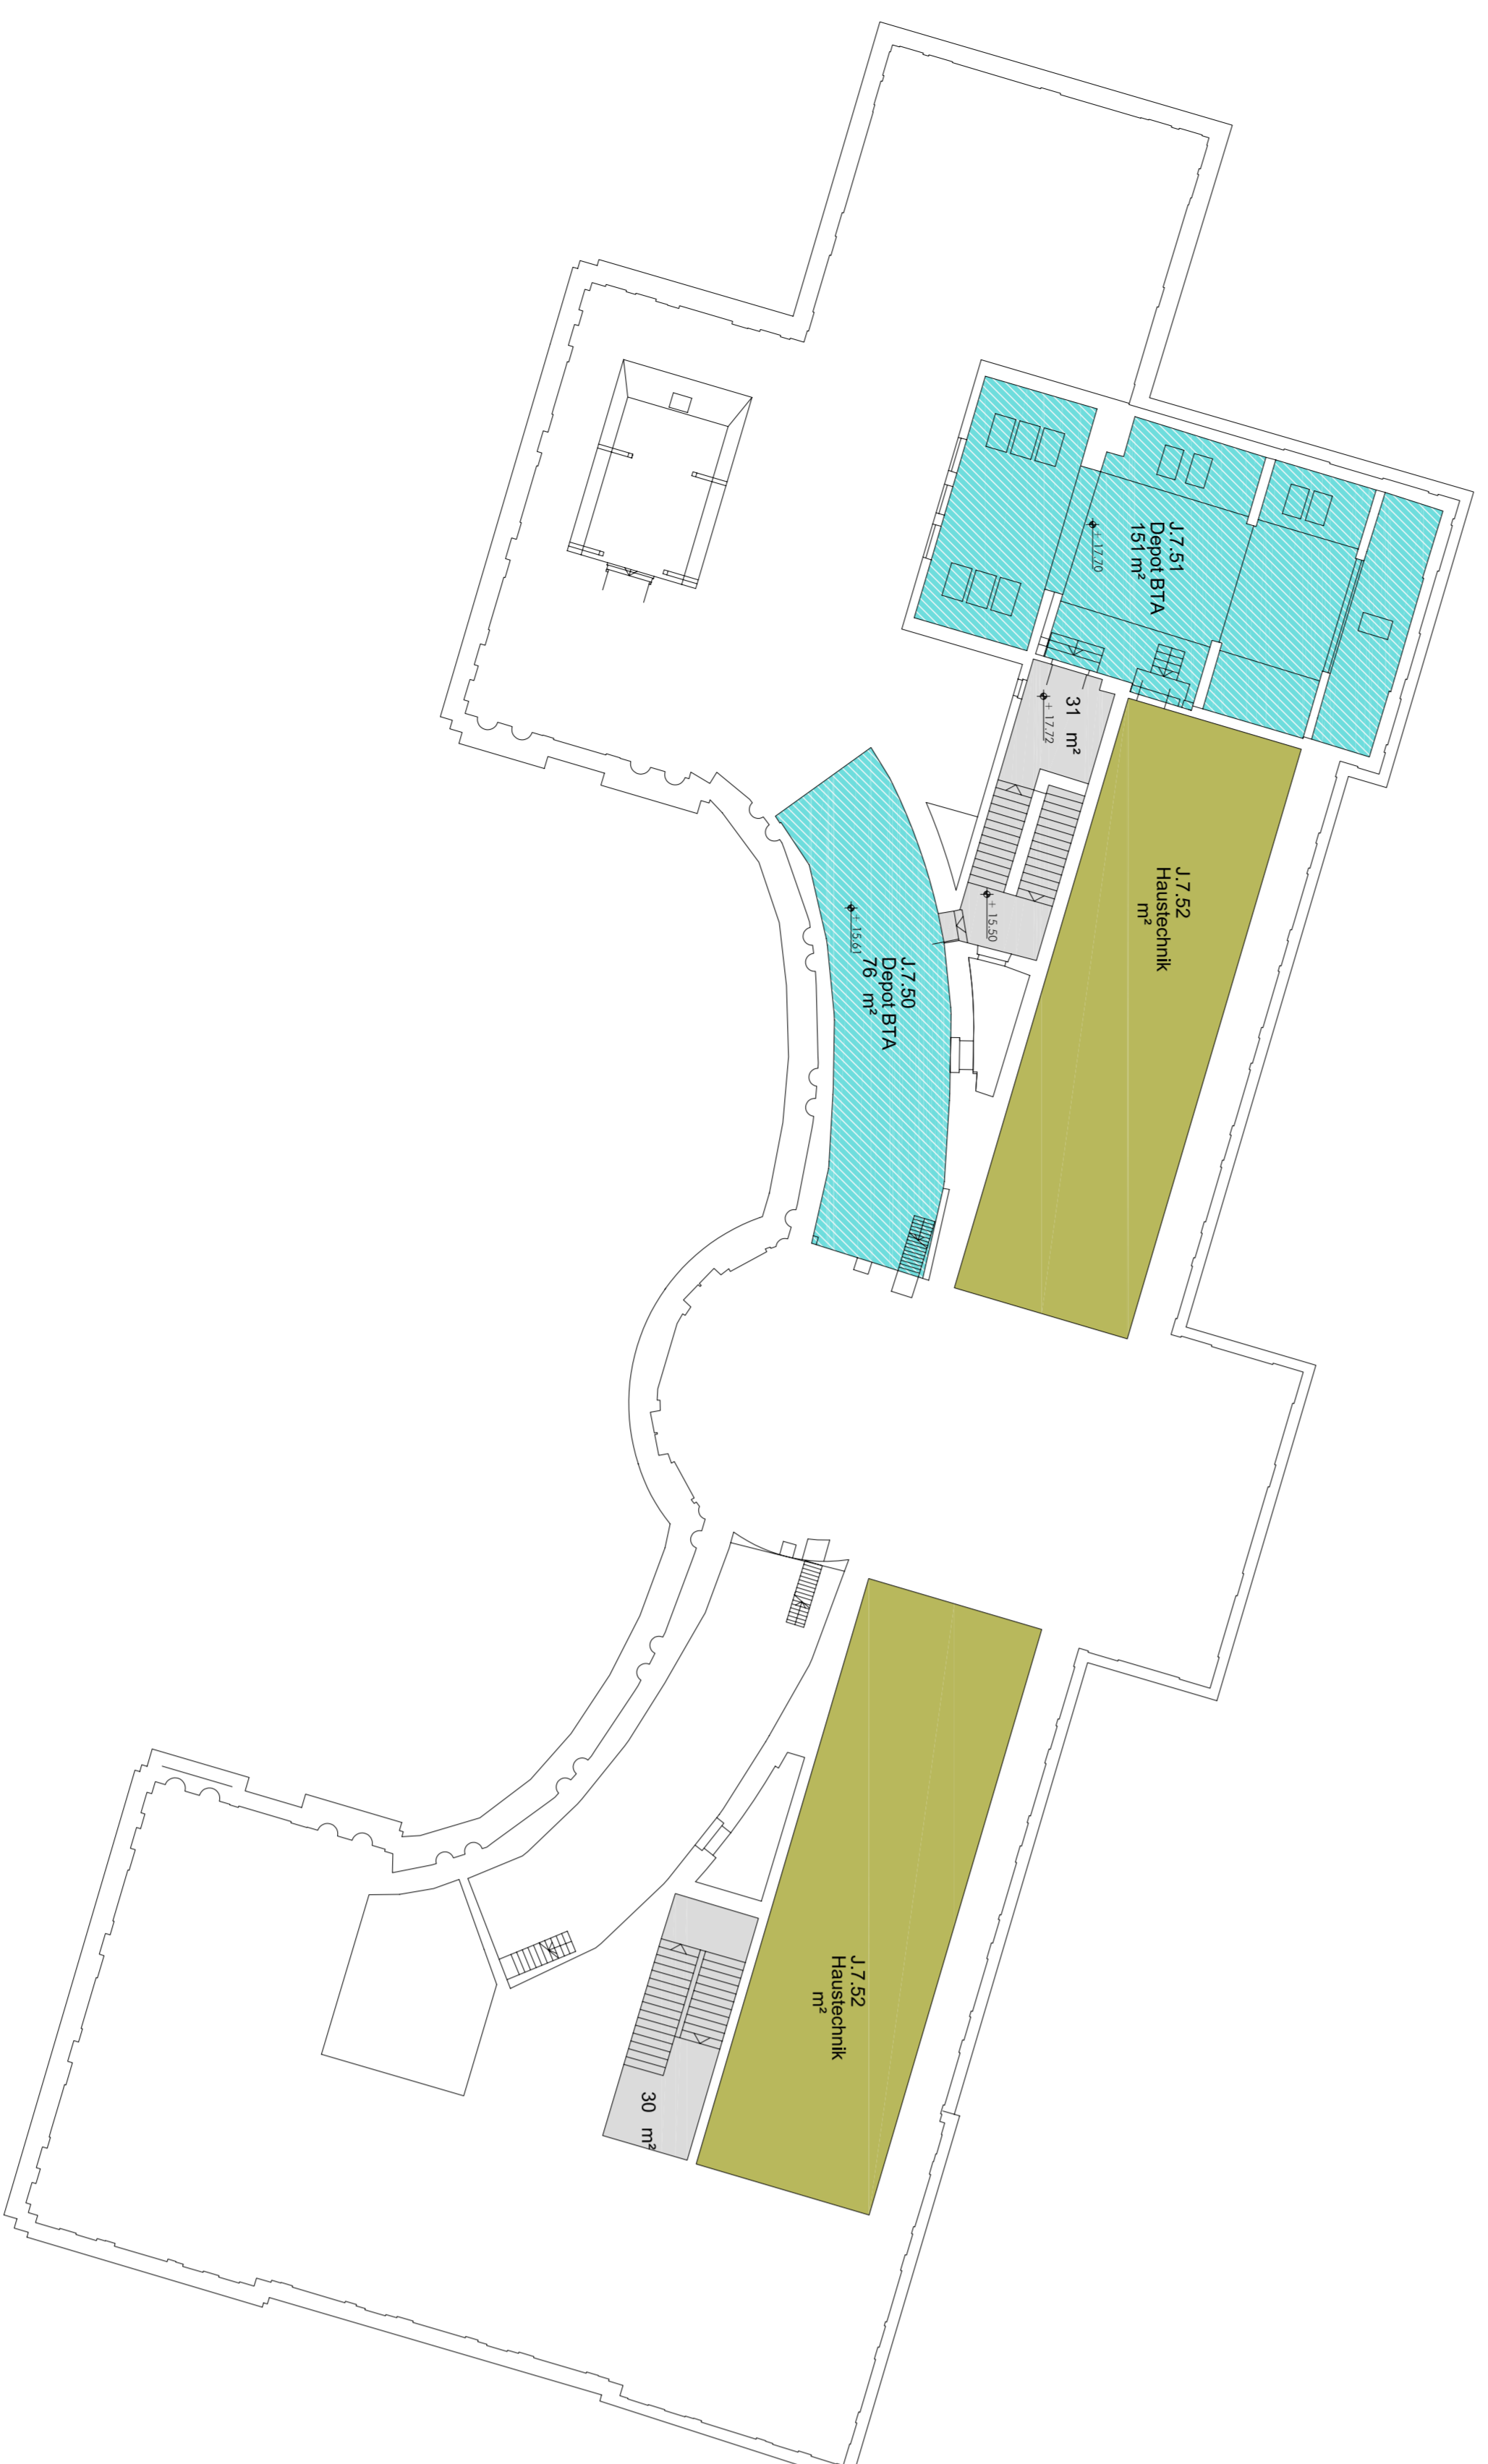 J.7.51
Depot BTA
151 m²
+ 17.70
31 m²
+ 17.72
J.7.52
Haustechnik
m²
+ 15.50
+ 15.61
J.7.50
Depot BTA
76 m²
J.7.52
Haustechnik
m²
30 m²